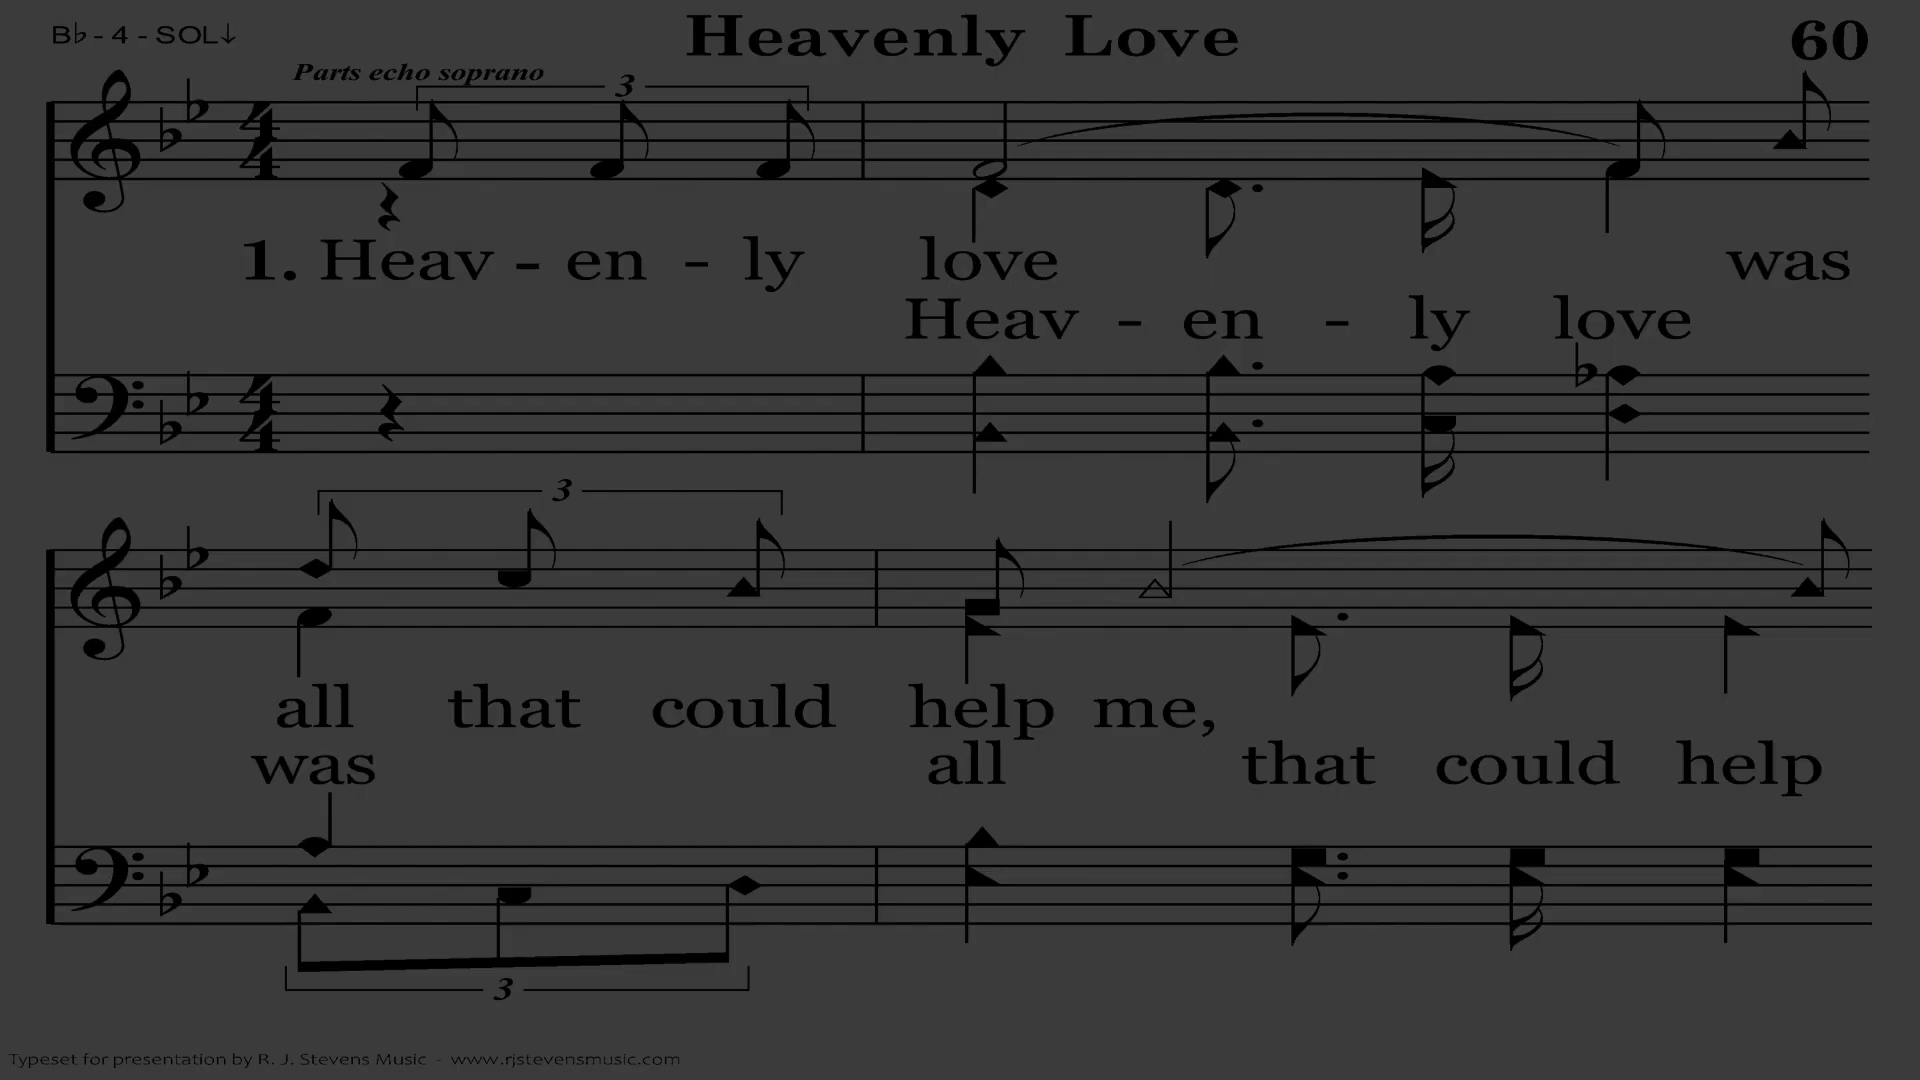 B♭ - 4 - SOL↓
Heavenly Love
60
Parts echo soprano
3
1. Heav - en - ly love was
Heav - en - ly love
3
all that could help me,
was all that could help
3
Typeset for presentation by R. J. Stevens Music - www.rjstevensmusic.com